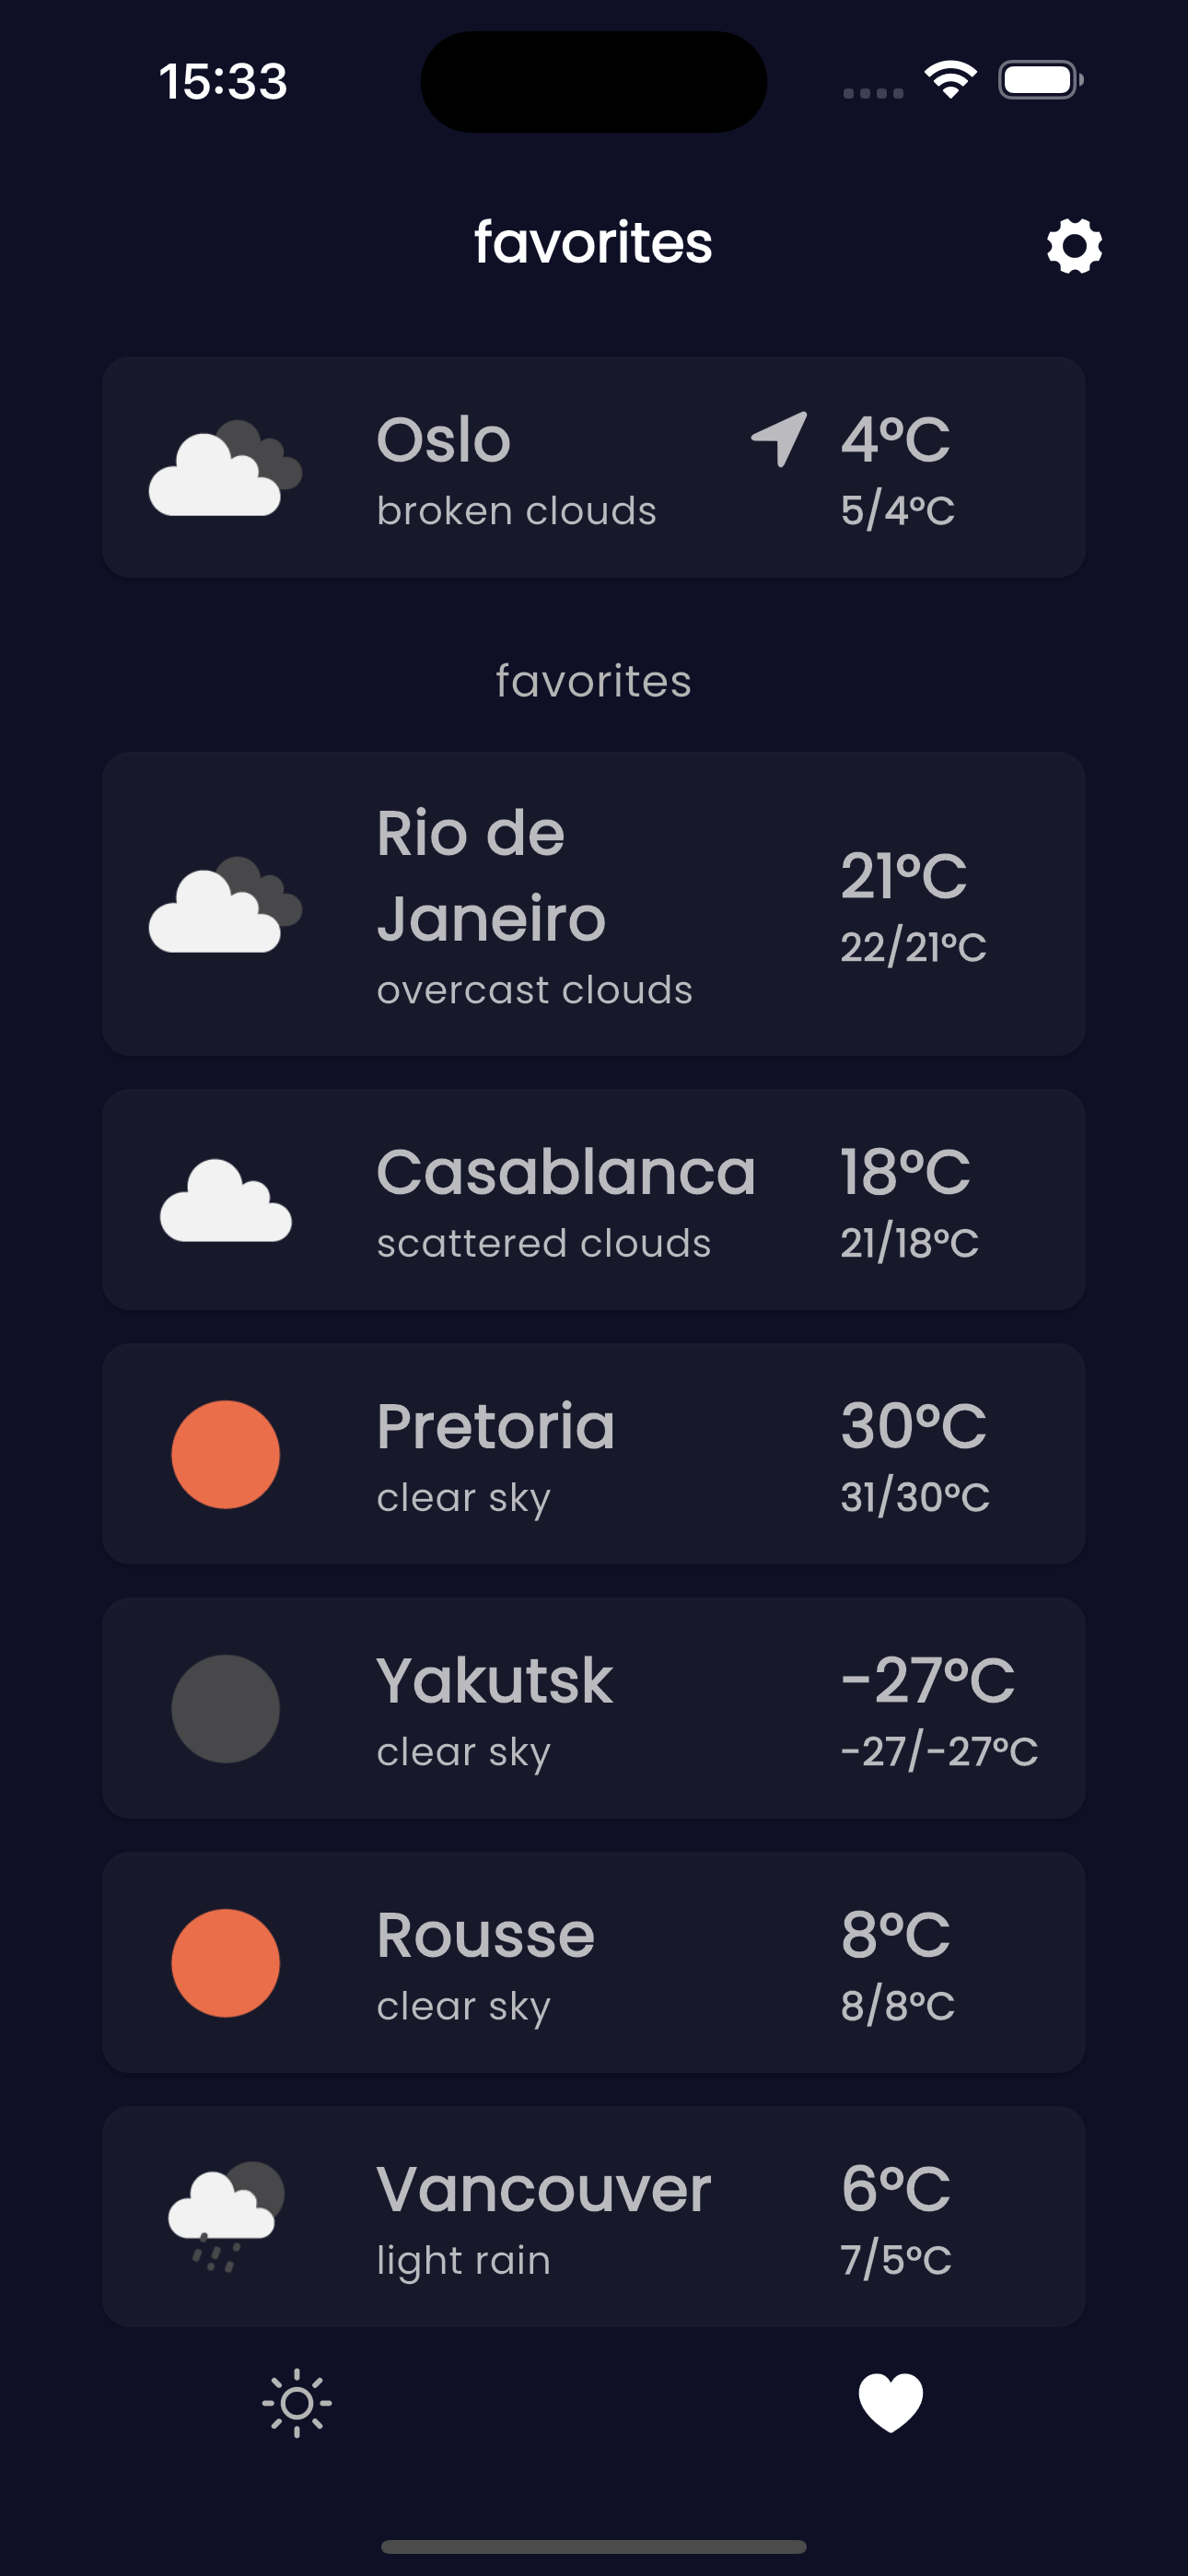 15:33
favorites
Oslo
4°C
broken clouds
5/4°C
favorites
Rio de
Janeiro
21°C
overcast clouds
22/21°C
Casablanca
18°C
scattered clouds
21/18°C
Pretoria
30°C
clear sky
31/30°C
Yakutsk
-27°C
clear sky
-27/-27°C
Rousse
8°C
clear sky
8/8°C
Vancouver
6°C
light rain
7/5°C